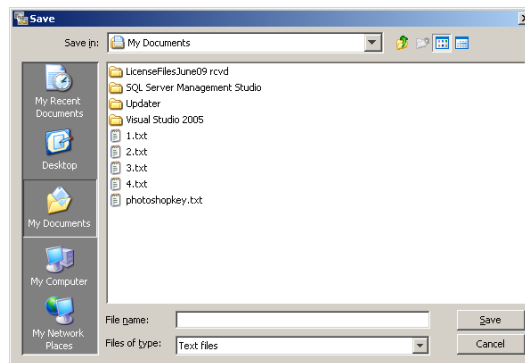 Save
Save in:
My Documents
LicenseFilesJune09 rcvd
SQL Server Management Studio
Updater
Visual Studio 2005
1.txt
2.txt
3.txt
4.txt
photoshopkey.txt
My Recent
Documents
Desktop
My Documents
My Computer
My Network
Places
File name:
Save
Files of type:
Text files
Cancel